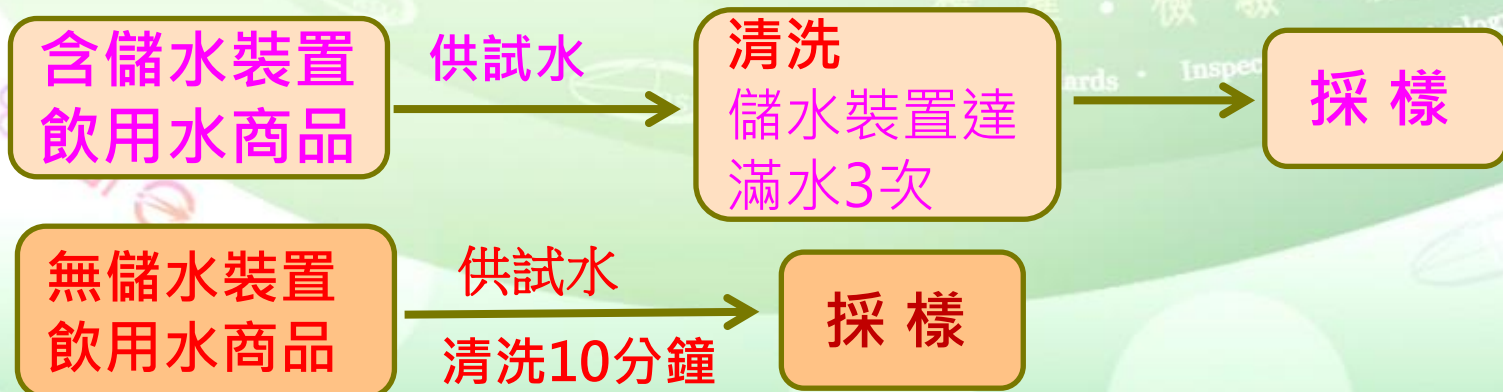 含儲水裝置
飲用水商品
供試水
清洗
儲水裝置達
滿水3次
採 樣
無儲水裝置
飲用水商品
供試水
清洗10分鐘
採 樣